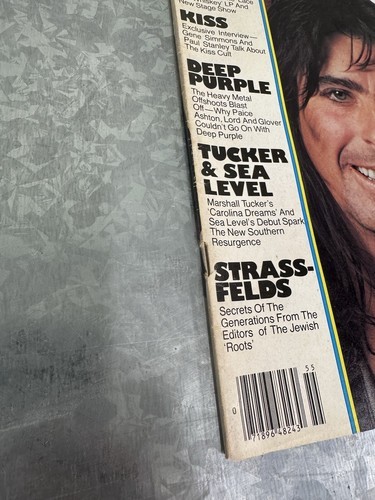 Whiskey' LP And
New Stage Show
KISS
Exclusive Interview—
Gene Simmons And
Paul Stanley Talk About
The Kiss Cult
DEEP
PURPLE
The Heavy Metal
Offshoots Blast
Off—Why Paice
Ashton, Lord And Glover
Couldn't Go On With
Deep Purple
TUCKER
& SEA
LEVEL
Marshall Tucker's
'Carolina Dreams' And
Sea Level's Debut Spark
The New Southern
Resurgence
STRASS-
FELDS
Secrets Of The
Generations From The
Editors of The Jewish
'Roots'
55
0
71896 48243